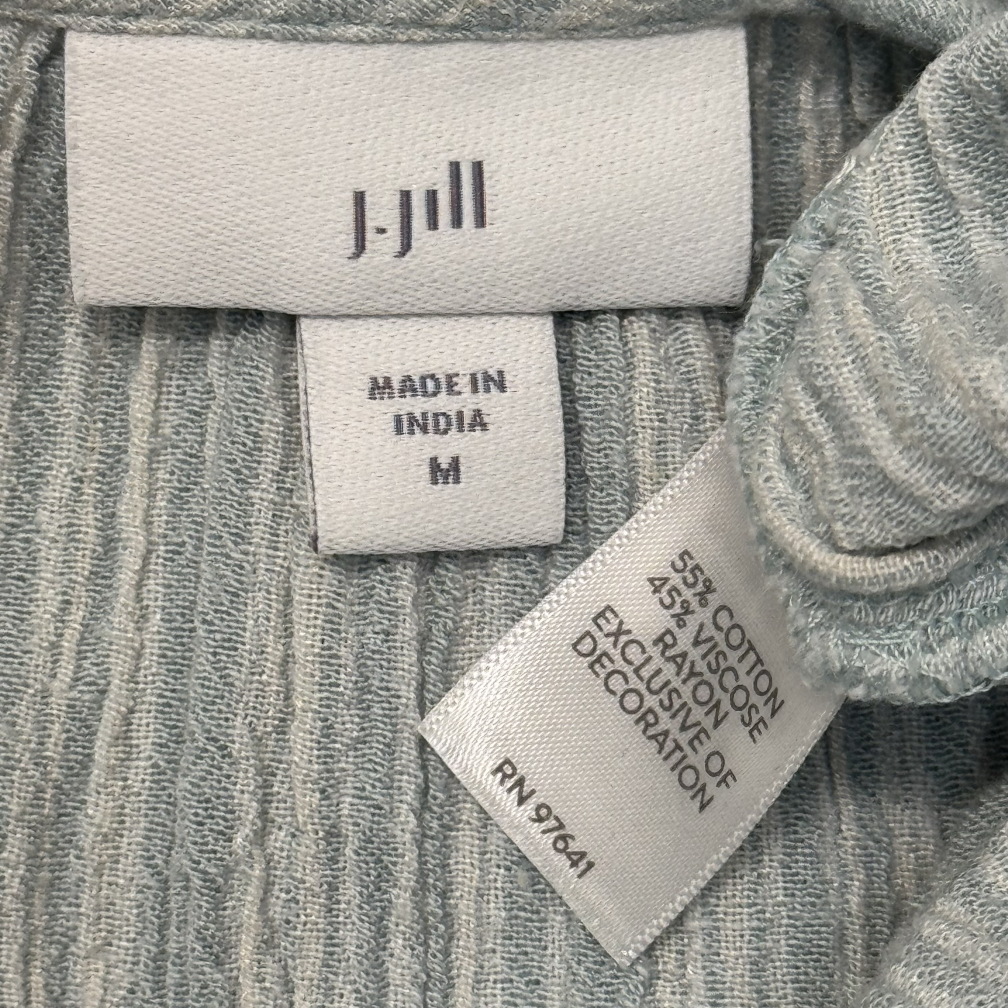 J.Jill
MADE IN
INDIA
M
55% COTTON
45% VISCOSE
RAYON
EXCLUSIVE OF
DECORATION
RN 97641